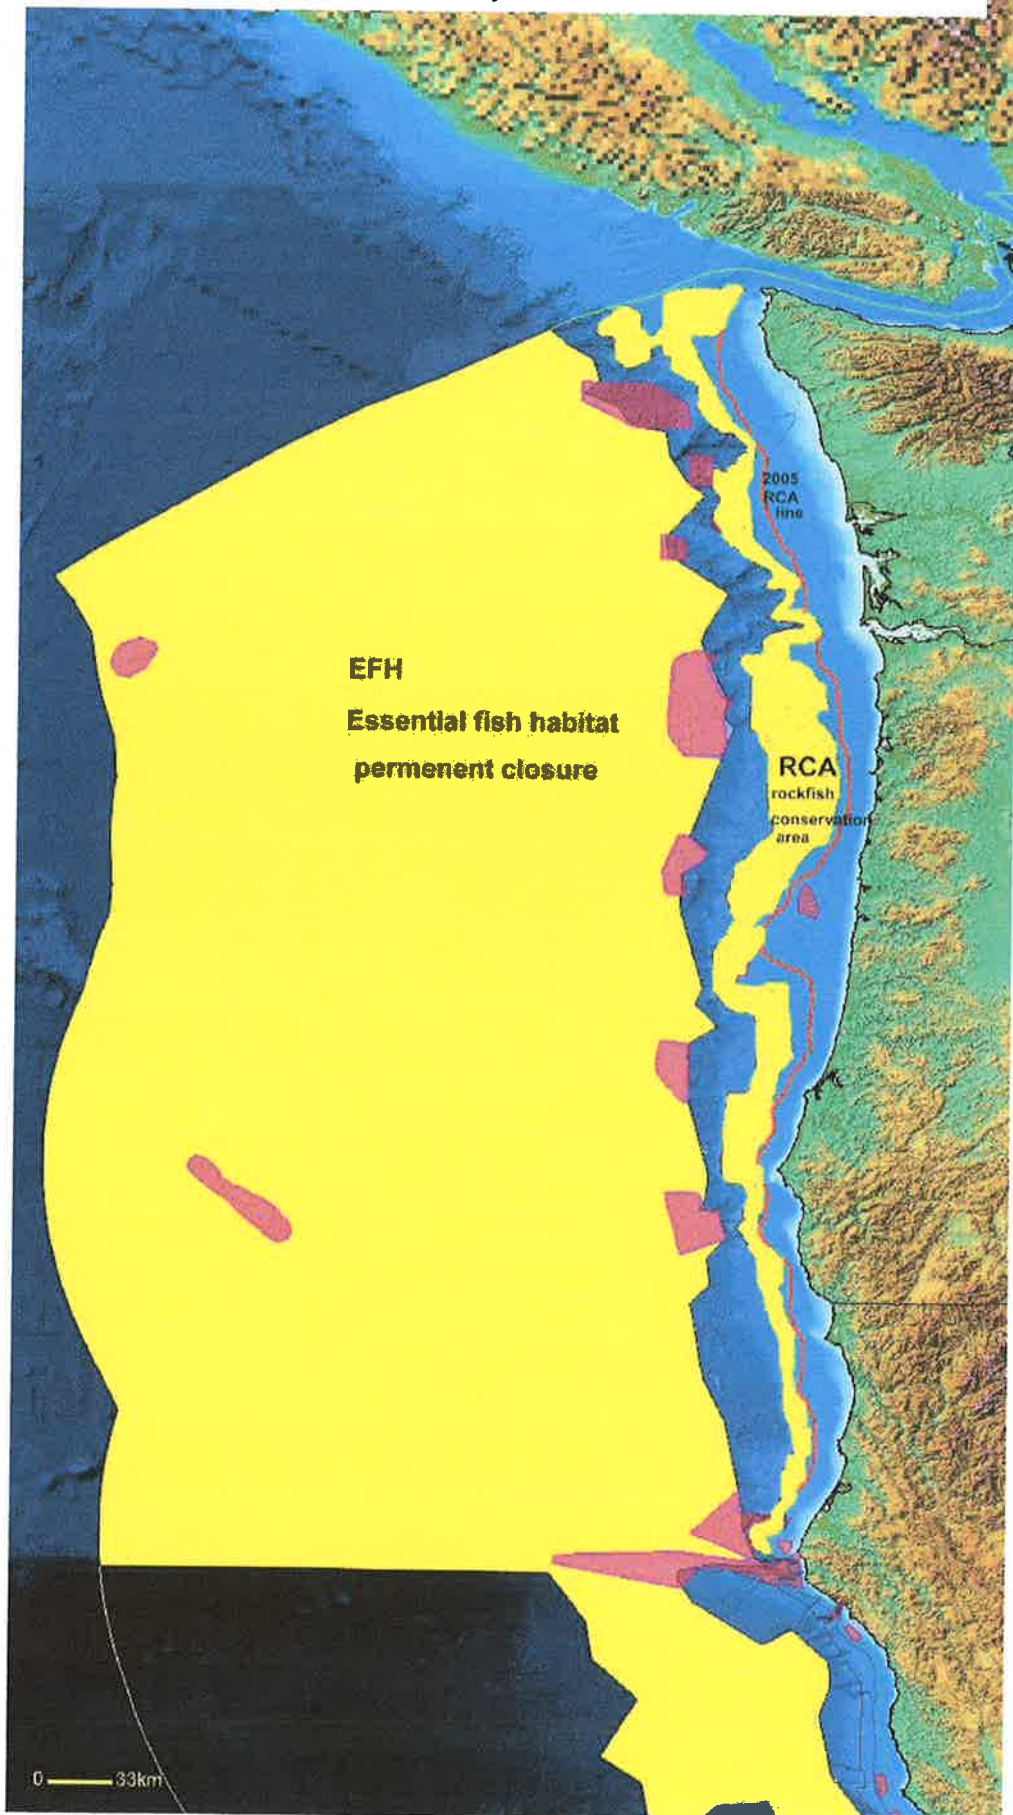 2005
RCA
line
EFH
Essential fish habitat
permenent closure
RCA
rockfish
conservation
area
0 33km